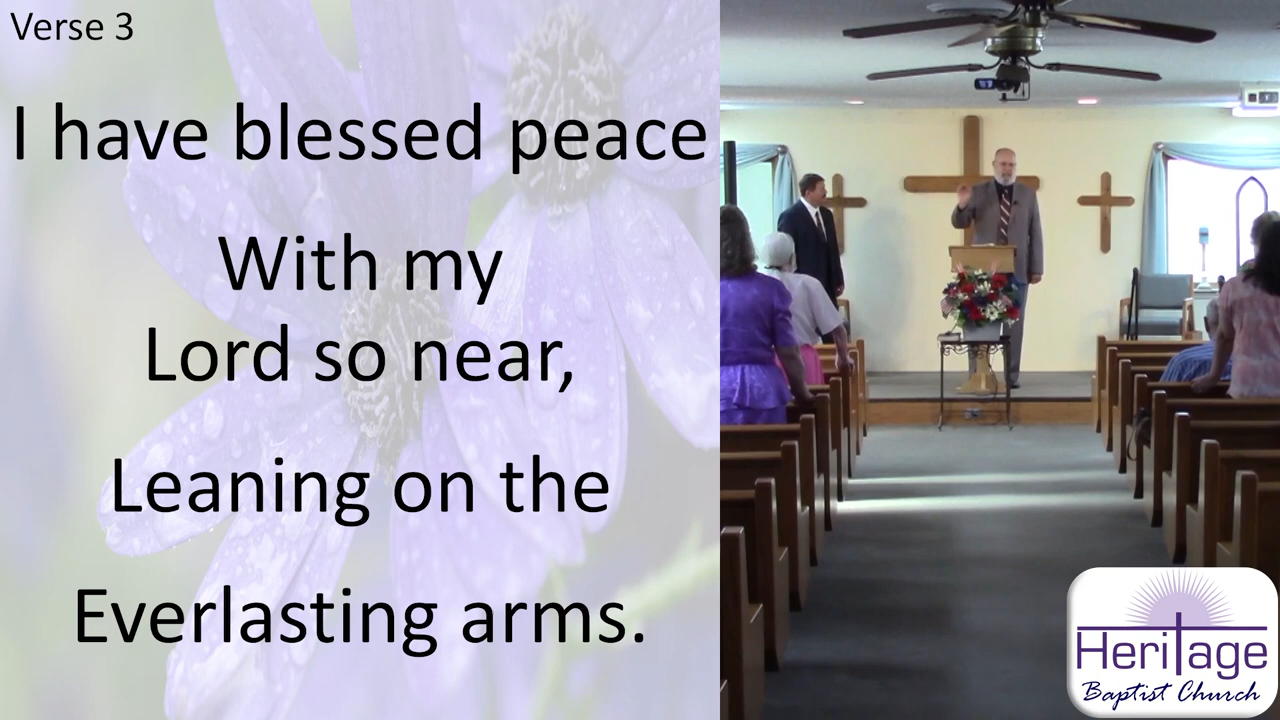 Verse 3
I have blessed peace
With my
Lord so near,
Leaning on the
Everlasting arms.
Heritage
Baptist Church